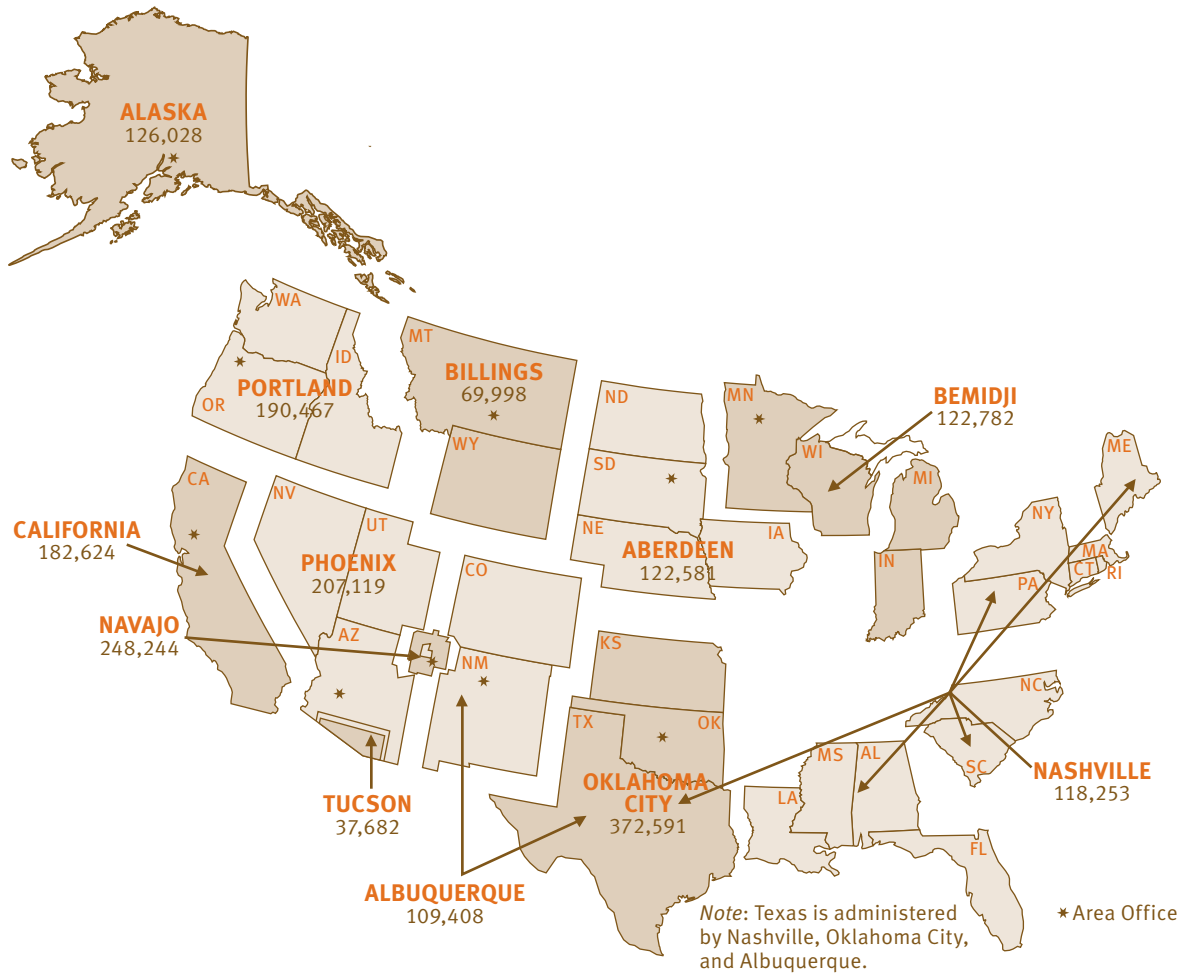 ALASKA
126,028
WA
ID
OR
PORTLAND
190,467
MT
BILLINGS
69,998
WY
ND
SD
NE
IA
ABERDEEN
122,581
MN
WI
MI
IN
BEMIDJI
122,782
ME
NY
MA
CT
RI
PA
CA
CALIFORNIA
182,624
NV
UT
PHOENIX
207,119
CO
NAVAJO
248,244
AZ
NM
KS
TX
OK
OKLAHOMA
CITY
372,591
TUCSON
37,682
ALBUQUERQUE
109,408
NC
SC
MS
AL
LA
FL
NASHVILLE
118,253
Note: Texas is administered
by Nashville, Oklahoma City,
and Albuquerque.
* Area Office